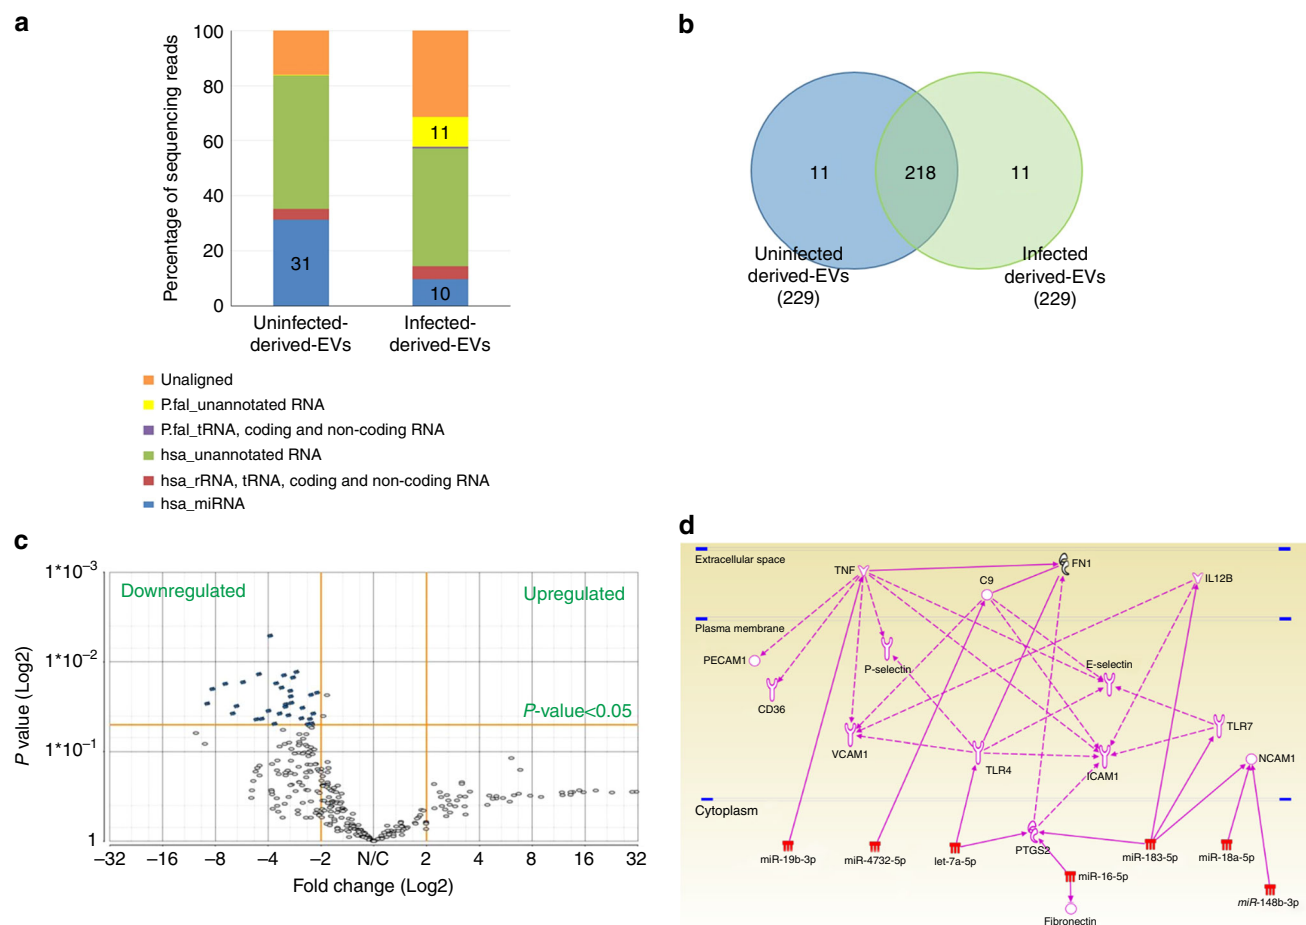 a
100
80
60
40
20
0
Percentage of sequencing reads
11
31
10
Uninfected-
derived-EVs
Infected-
derived-EVs
Unaligned
P.fal_unannotated RNA
P.fal_tRNA, coding and non-coding RNA
hsa_unannotated RNA
hsa_rRNA, tRNA, coding and non-coding RNA
hsa_miRNA
b
11
218
11
Uninfected
derived-EVs
(229)
Infected
derived-EVs
(229)
c
1*10–3
1*10–2
1*10–1
1
P value (Log2)
Downregulated
Upregulated
P-value<0.05
–32 –16 –8 –4 –2 N/C 2 4 8 16 32
Fold change (Log2)
d
Extracellular space
TNF
C9
FN1
IL12B
Plasma membrane
PECAM1
P-selectin
E-selectin
CD36
VCAM1
TLR4
ICAM1
TLR7
NCAM1
Cytoplasm
PTGS2
miR-19b-3p
miR-4732-5p
let-7a-5p
miR-183-5p
miR-18a-5p
miR-16-5p
miR-148b-3p
Fibronectin